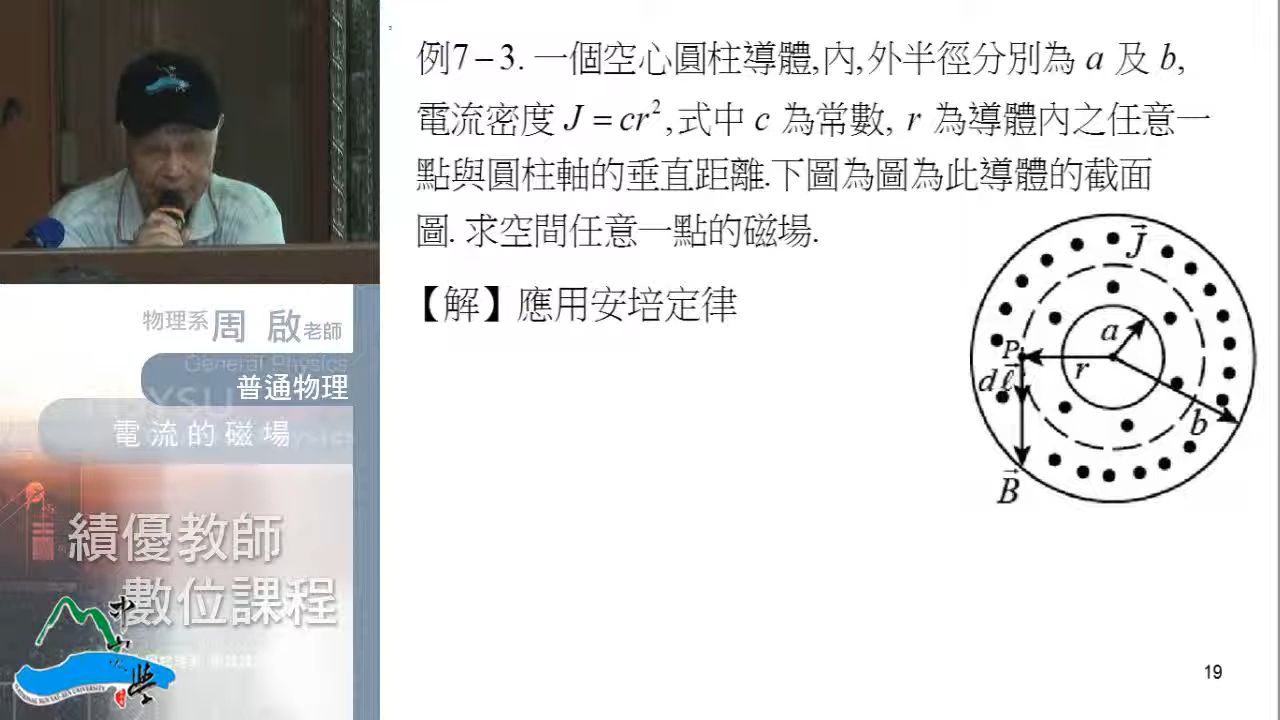 例7-3. 一個空心圓柱導體,內,外半徑分別為 a 及 b,
電流密度 J = cr², 式中 c 為常數, r 為導體內之任意一
點與圓柱軸的垂直距離.下圖為圖為此導體的截面
圖. 求空間任意一點的磁場.
【解】應用安培定律
J
a
P
r
dℓ
b
B
物理系 周 啟 老師
General Physics
普通物理
電流的磁場
績優教師
數位課程
19